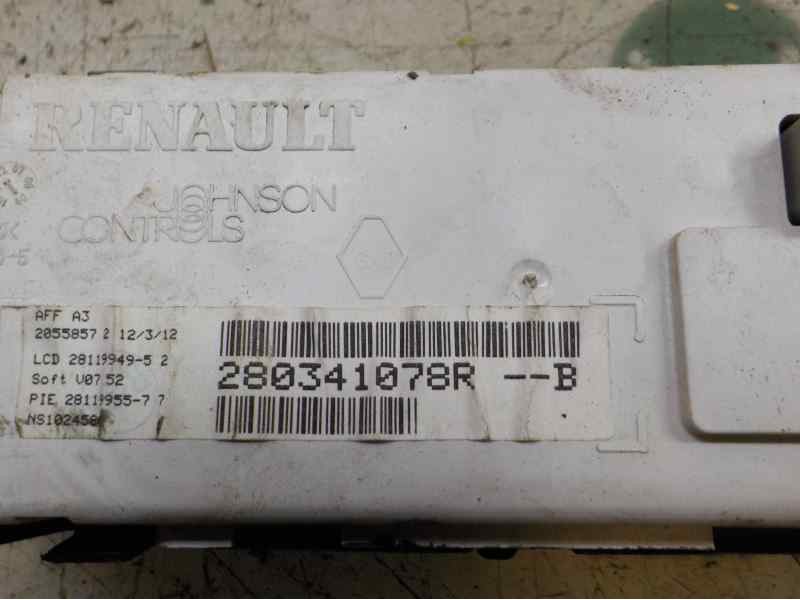 RENAULT
JOHNSON
CONTROLS
AFF A3
2055857 2 12/3/12
LCD 28119949-5 2
Soft V07.52
PIE 28119955-7 7
NS102458
280341078R --B